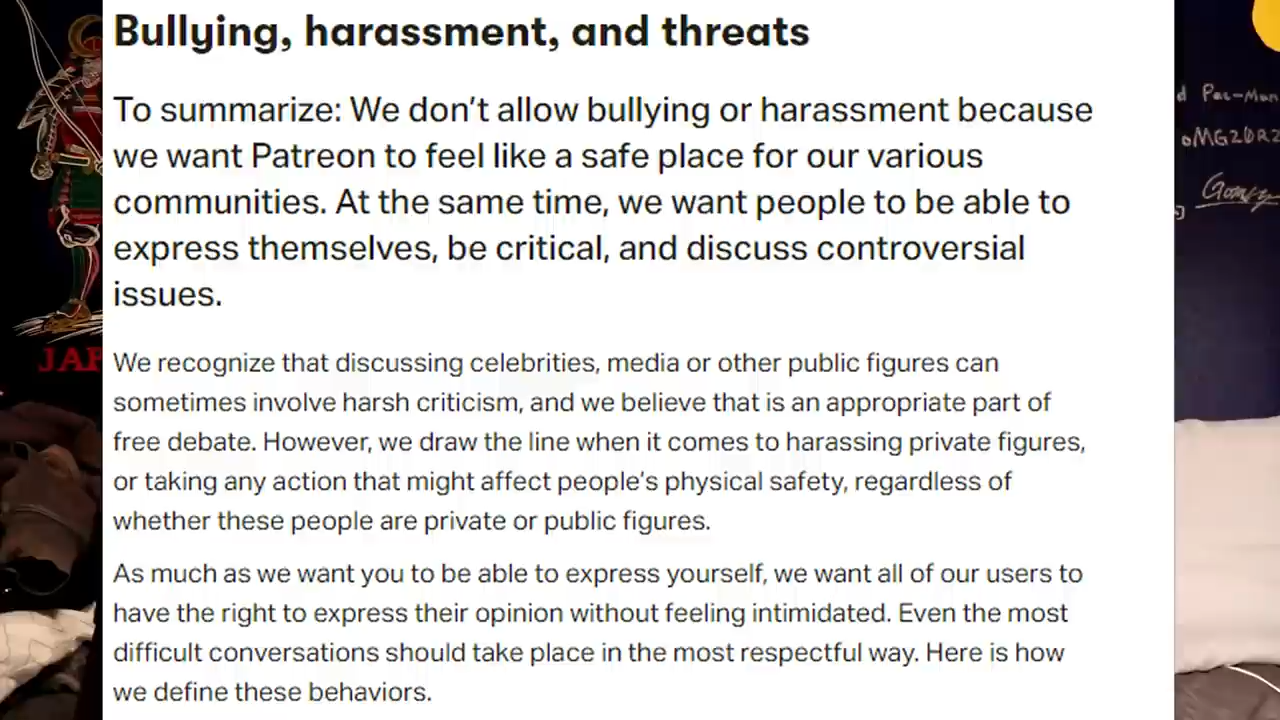 Bullying, harassment, and threats
To summarize: We don't allow bullying or harassment because
we want Patreon to feel like a safe place for our various
communities. At the same time, we want people to be able to
express themselves, be critical, and discuss controversial
issues.
We recognize that discussing celebrities, media or other public figures can
sometimes involve harsh criticism, and we believe that is an appropriate part of
free debate. However, we draw the line when it comes to harassing private figures,
or taking any action that might affect people's physical safety, regardless of
whether these people are private or public figures.
As much as we want you to be able to express yourself, we want all of our users to
have the right to express their opinion without feeling intimidated. Even the most
difficult conversations should take place in the most respectful way. Here is how
we define these behaviors.
JAP
d Pac-Man